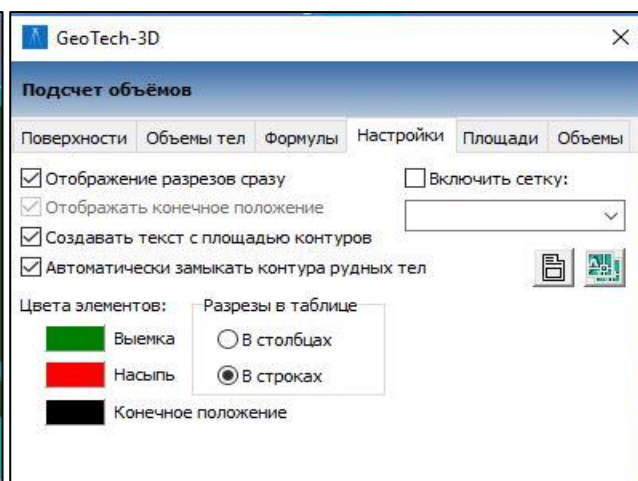 GeoTech-3D
Подсчет объёмов
Поверхности Объемы тел Формулы Настройки Площади Объемы
Отображение разрезов сразу Включить сетку:
Отображать конечное положение
Создавать текст с площадью контуров
Автоматически замыкать контура рудных тел
Цвета элементов: Разрезы в таблице
Выемка В столбцах
Насыпь В строках
Конечное положение